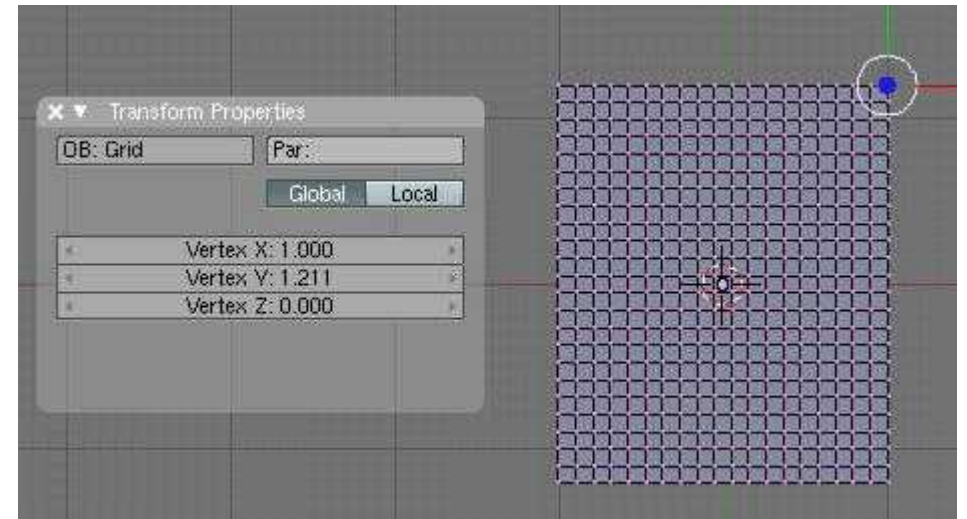 Transform Properties
OB: Grid Par:
Global Local
Vertex X: 1.000
Vertex Y: 1.211
Vertex Z: 0.000